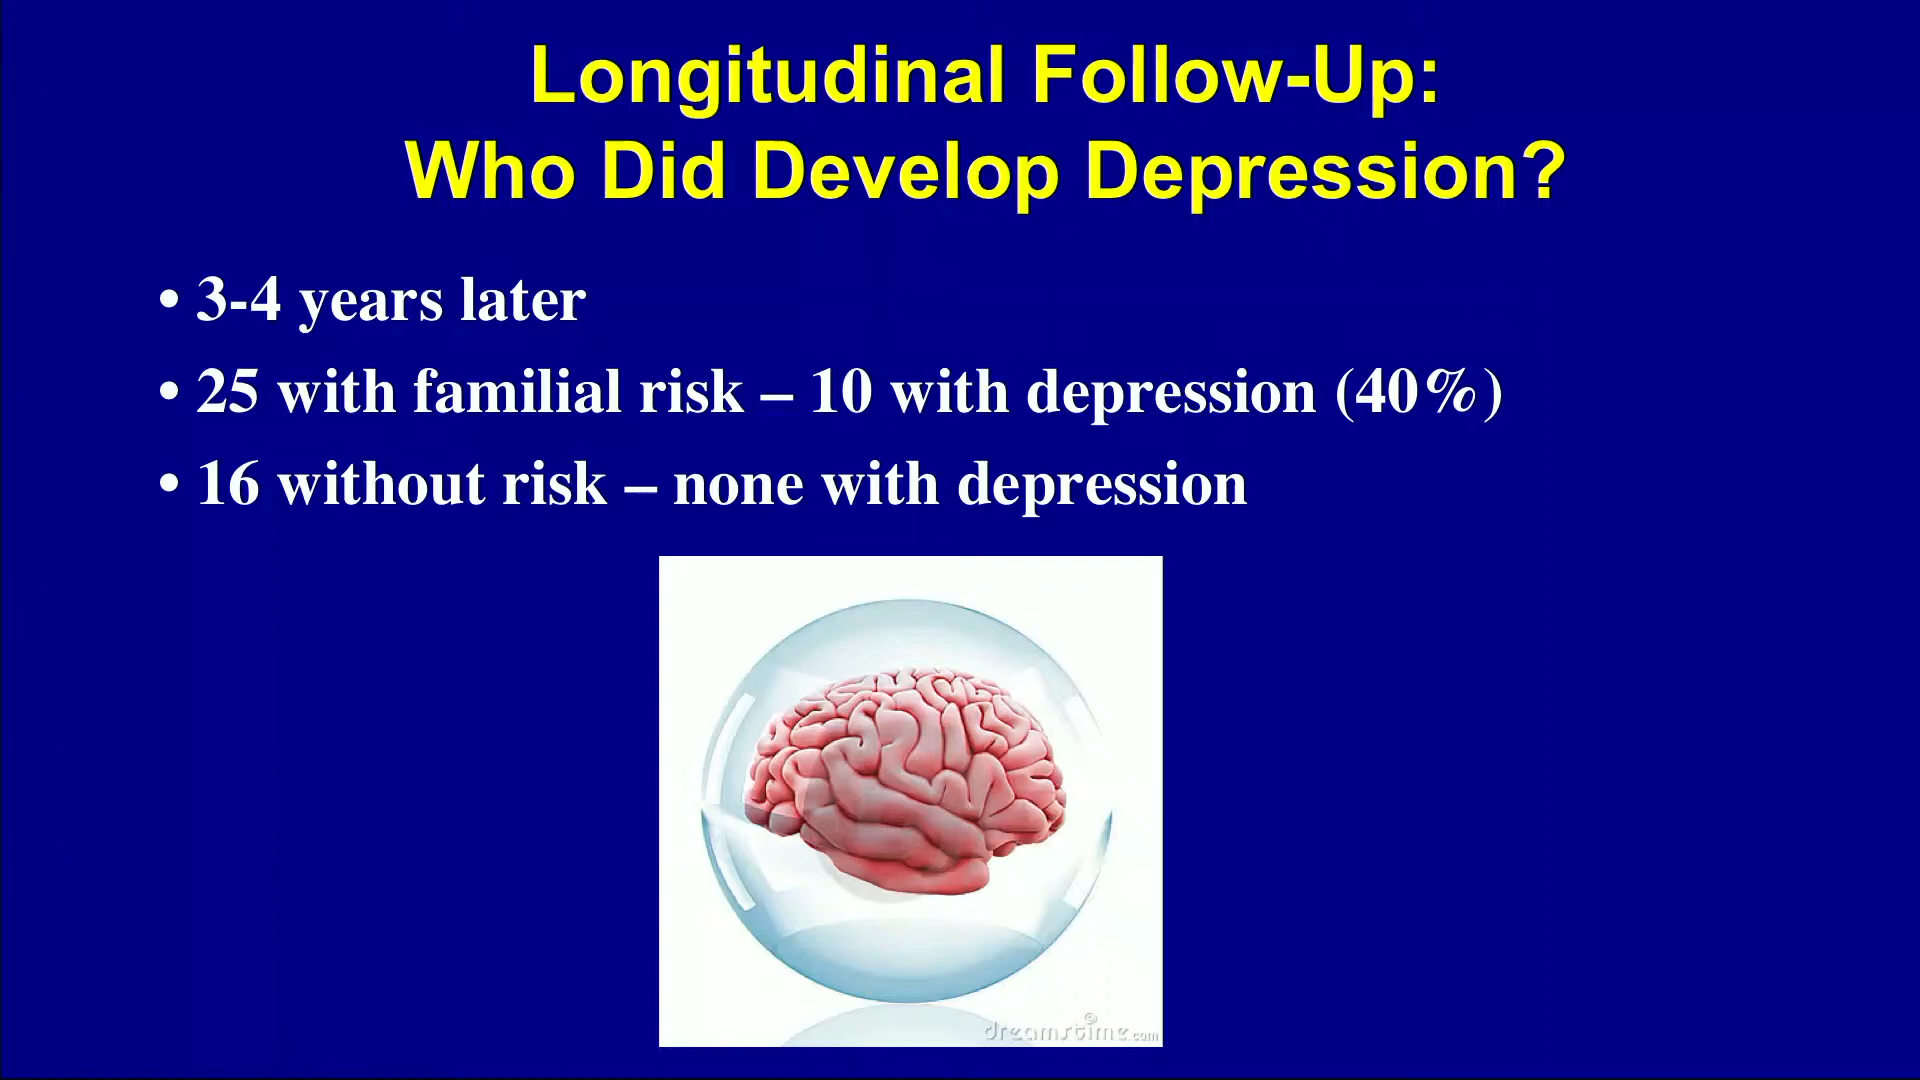 Longitudinal Follow-Up:
Who Did Develop Depression?
• 3-4 years later
• 25 with familial risk – 10 with depression (40%)
• 16 without risk – none with depression
dreamstime.com